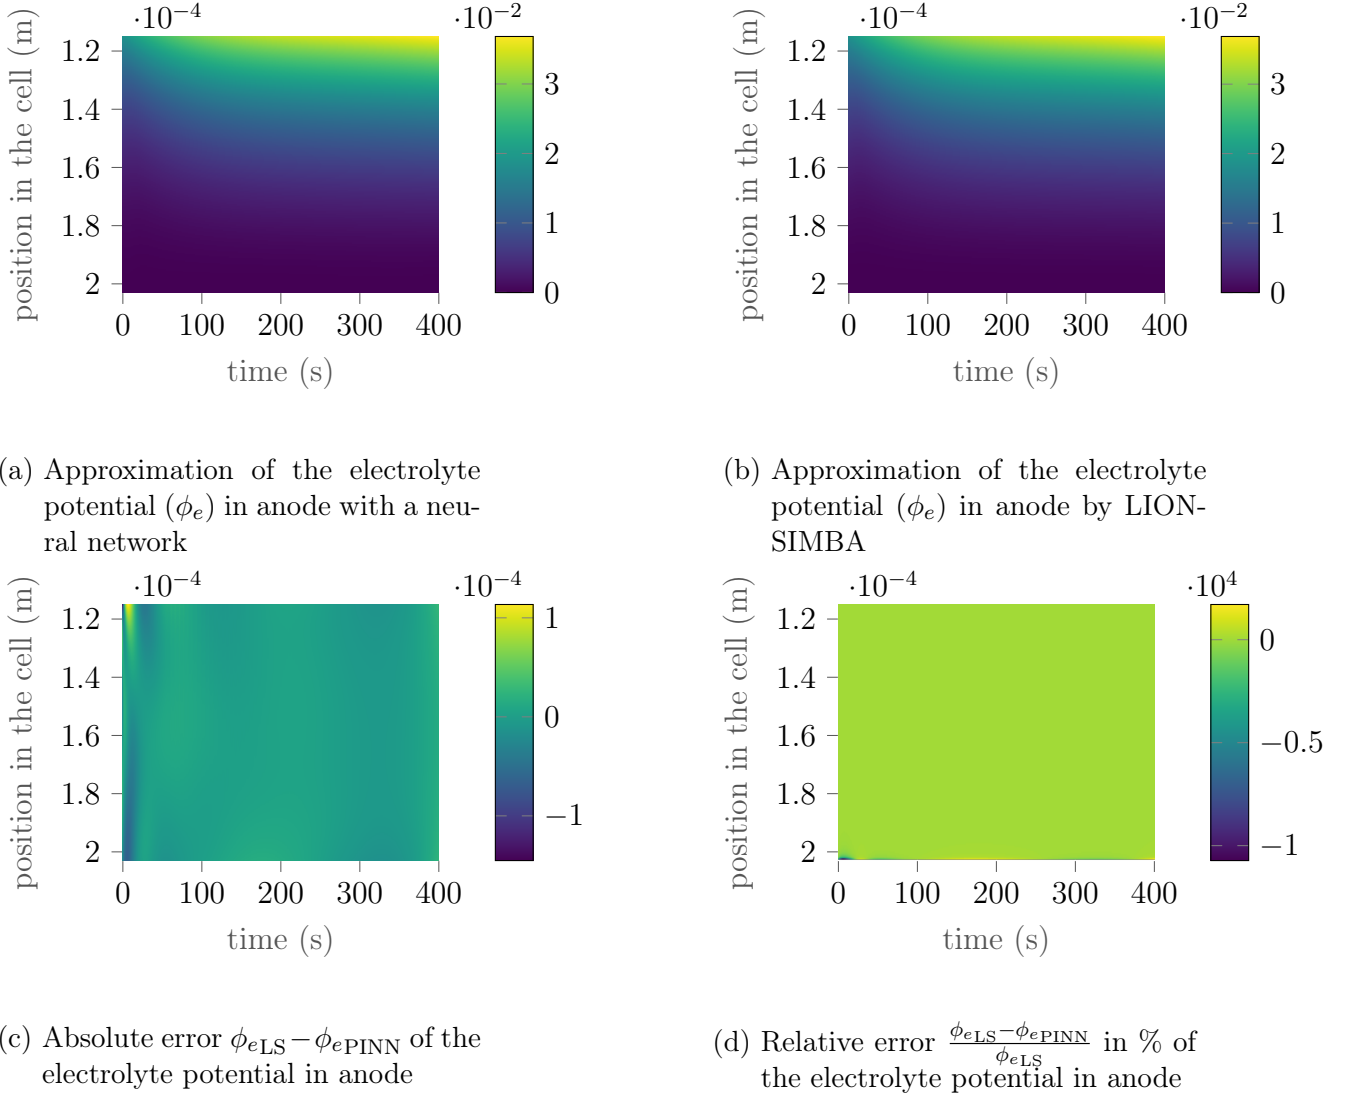 ·10⁻⁴
·10⁻²
position in the cell (m)
1.2
1.4
1.6
1.8
2
0 100 200 300 400
time (s)
3
2
1
0
·10⁻⁴
·10⁻²
position in the cell (m)
1.2
1.4
1.6
1.8
2
0 100 200 300 400
time (s)
3
2
1
0
(a) Approximation of the electrolyte
potential (ϕₑ) in anode with a neu-
ral network
(b) Approximation of the electrolyte
potential (ϕₑ) in anode by LION-
SIMBA
·10⁻⁴
·10⁻⁴
position in the cell (m)
1.2
1.4
1.6
1.8
2
0 100 200 300 400
time (s)
1
0
−1
·10⁻⁴
·10⁴
position in the cell (m)
1.2
1.4
1.6
1.8
2
0 100 200 300 400
time (s)
0
−0.5
−1
(c) Absolute error ϕₑLS−ϕₑPINN of the
electrolyte potential in anode
(d) Relative error (ϕₑLS−ϕₑPINN)/ϕₑLS in % of
the electrolyte potential in anode